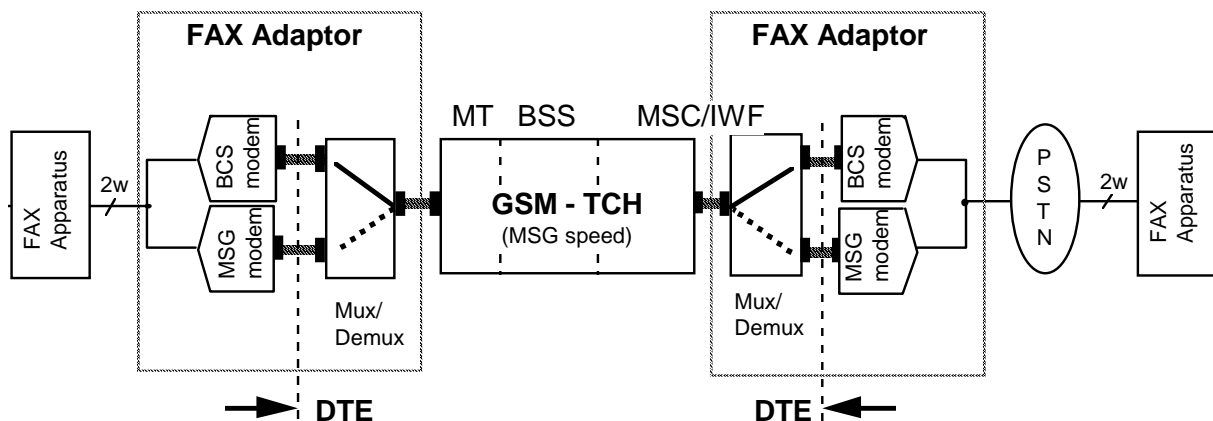 FAX Adaptor
FAX Adaptor
MT BSS MSC/IWF
FAX
Apparatus
2w
BCS
modem
MSG
modem
Mux/
Demux
GSM - TCH
(MSG speed)
Mux/
Demux
BCS
modem
MSG
modem
PSTN
2w
FAX
Apparatus
DTE
DTE